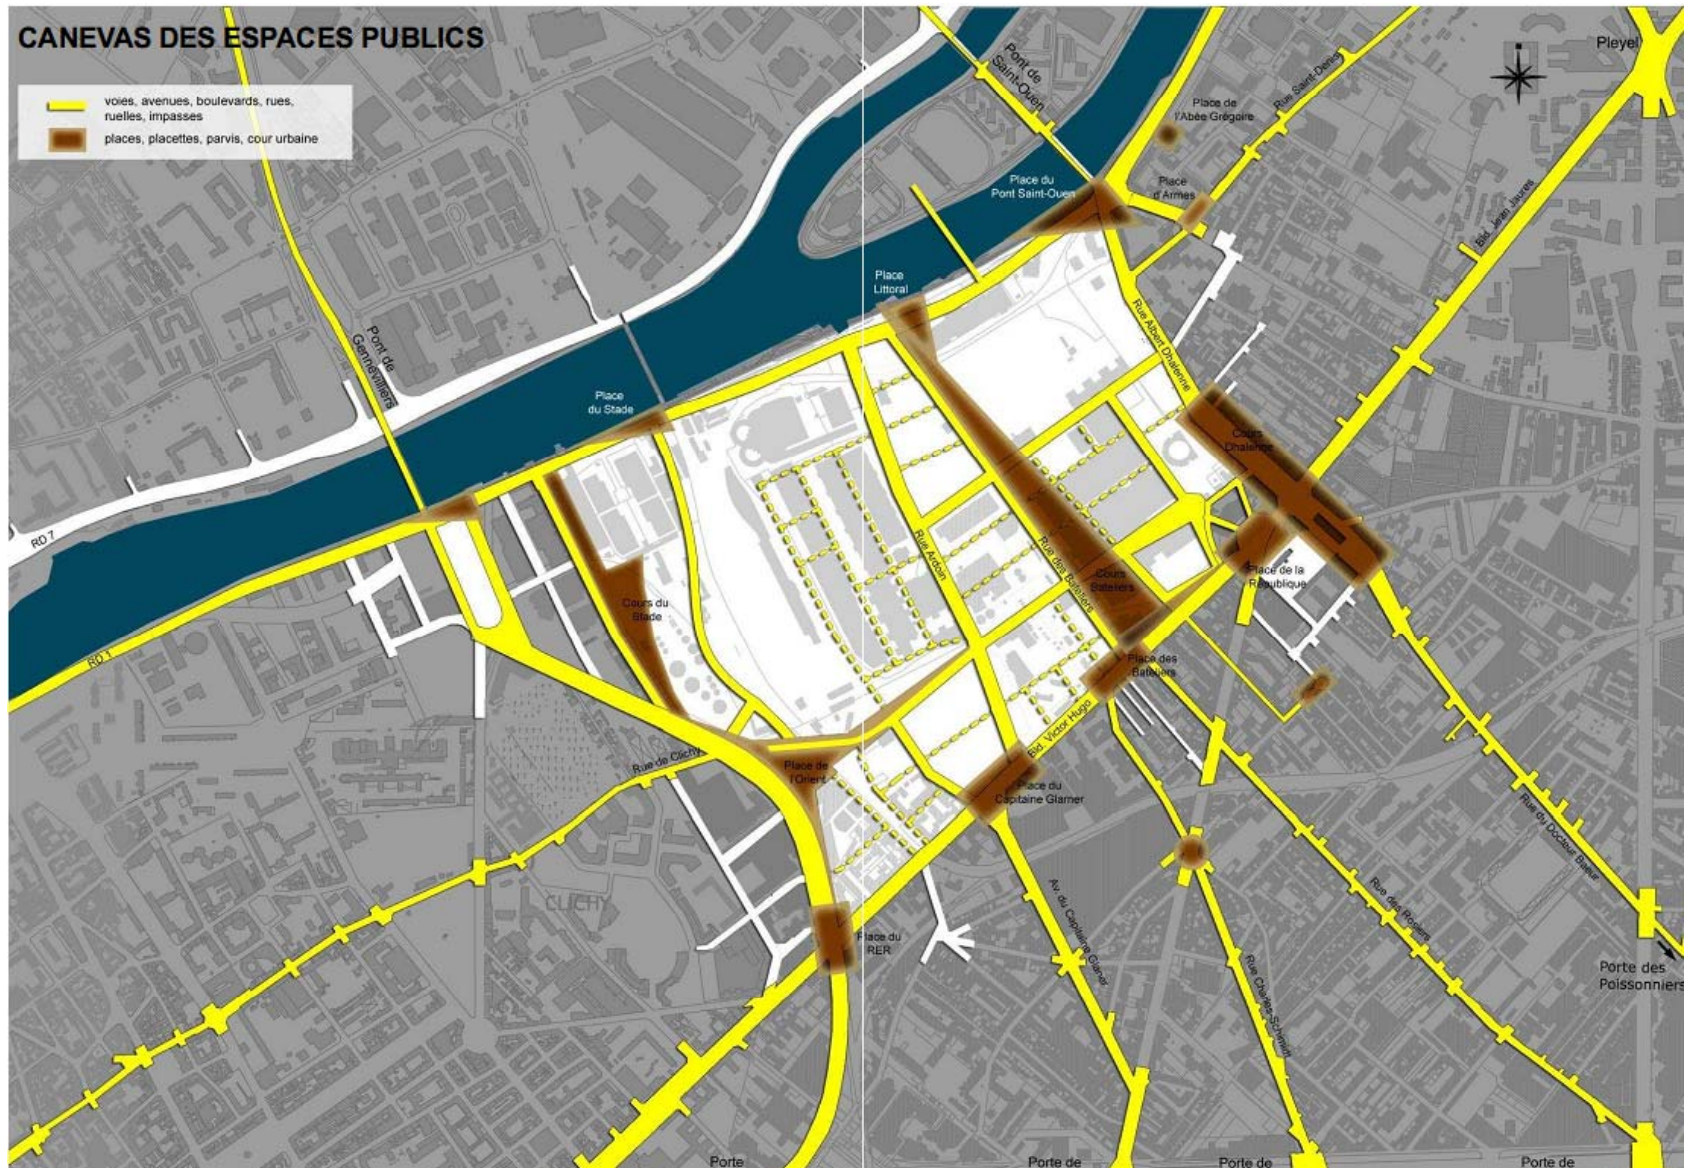 CANEVAS DES ESPACES PUBLICS
voies, avenues, boulevards, rues,
ruelles, impasses
places, placettes, parvis, cour urbaine
Pleyel
Pont de
Saint-Ouen
Place de
l'Abée Grégoire
Rue Saint-Denis
Place du
Pont Saint-Ouen
Place
d'Armes
Bld. Jean Jaures
Place
Littoral
Rue Albert Dhalenne
Pont de
Gennevilliers
Place
du Stade
Cours
Dhalenne
RD 7
Rue Ardoin
Rue des Bateliers
Cours
Bateliers
Place de la
République
Cours du
Stade
RD 1
Place des
Bateliers
Bld. Victor Hugo
Rue de Clichy
Place de
l'Orient
Place du
Capitaine Glarner
Rue du Docteur Bauer
CLICHY
Av. du Capitaine Glaner
Rue des Rosiers
Place du
RER
Rue Charles-Schmidt
Porte des
Poissonniers
Porte
Porte de
Porte de
Porte de